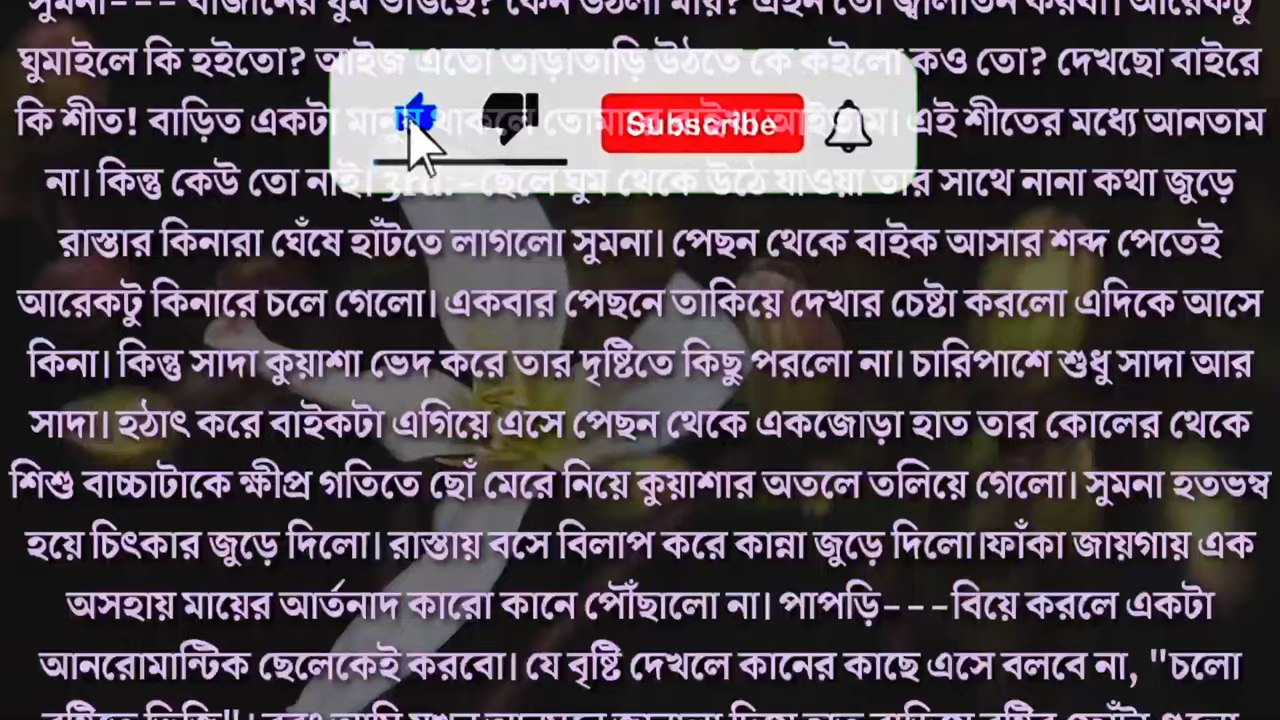 সুমনা--- বাজানের ঘুম ভাঙছে? কেন উঠলা মায়? এইন তো জ্বালাতন করবা। আরেকটু
ঘুমাইলে কি হইতো? আইজ এতো তাড়াতাড়ি উঠতে কে কইলো কও তো? দেখছো বাইরে
কি শীত! বাড়িত একটা মানুষ থাকলে তোমারে রাইখা আইতাম। এই শীতের মধ্যে আনতাম
Subscribe
না। কিন্তু কেউ তো নাই। ছেলে ঘুম থেকে উঠে যাওয়া তার সাথে নানা কথা জুড়ে
রাস্তার কিনারা ঘেঁষে হাঁটতে লাগলো সুমনা। পেছন থেকে বাইক আসার শব্দ পেতেই
আরেকটু কিনারে চলে গেলো। একবার পেছনে তাকিয়ে দেখার চেষ্টা করলো এদিকে আসে
কিনা। কিন্তু সাদা কুয়াশা ভেদ করে তার দৃষ্টিতে কিছু পরলো না। চারিপাশে শুধু সাদা আর
সাদা। হঠাৎ করে বাইকটা এগিয়ে এসে পেছন থেকে একজোড়া হাত তার কোলের থেকে
শিশু বাচ্চাটাকে ক্ষীপ্র গতিতে ছোঁ মেরে নিয়ে কুয়াশার অতলে তলিয়ে গেলো। সুমনা হতভম্ব
হয়ে চিৎকার জুড়ে দিলো। রাস্তায় বসে বিলাপ করে কান্না জুড়ে দিলো।ফাঁকা জায়গায় এক
অসহায় মায়ের আর্তনাদ কারো কানে পৌঁছালো না। পাপড়ি---বিয়ে করলে একটা
আনরোমান্টিক ছেলেকেই করবো। যে বৃষ্টি দেখলে কানের কাছে এসে বলবে না, "চলো